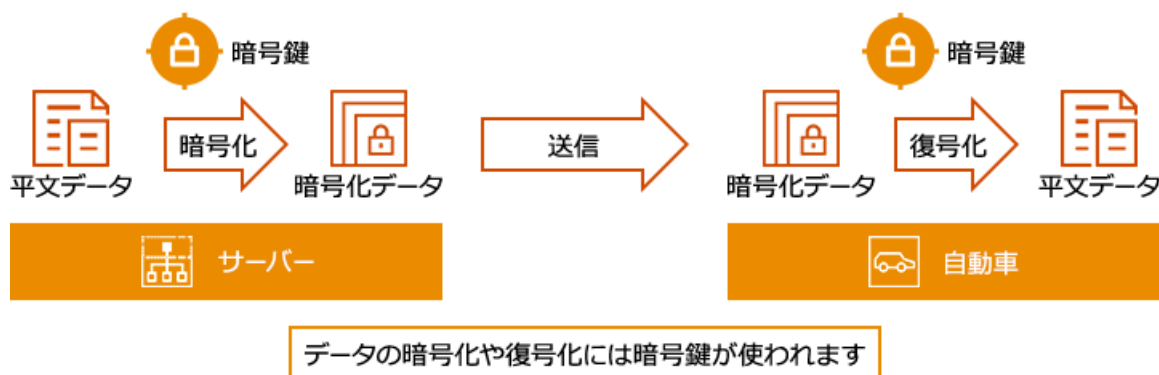 暗号鍵
暗号鍵
暗号化
送信
復号化
平文データ
暗号化データ
暗号化データ
平文データ
サーバー
自動車
データの暗号化や復号化には暗号鍵が使われます